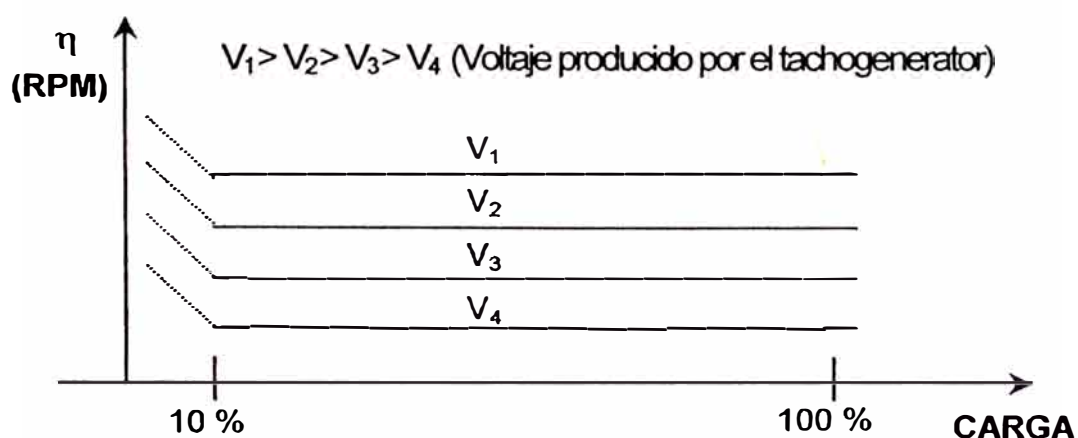 η
(RPM)
V₁> V₂> V₃> V₄ (Voltaje producido por el tachogenerator)
V₁
V₂
V₃
V₄
10 %
100 %
CARGA